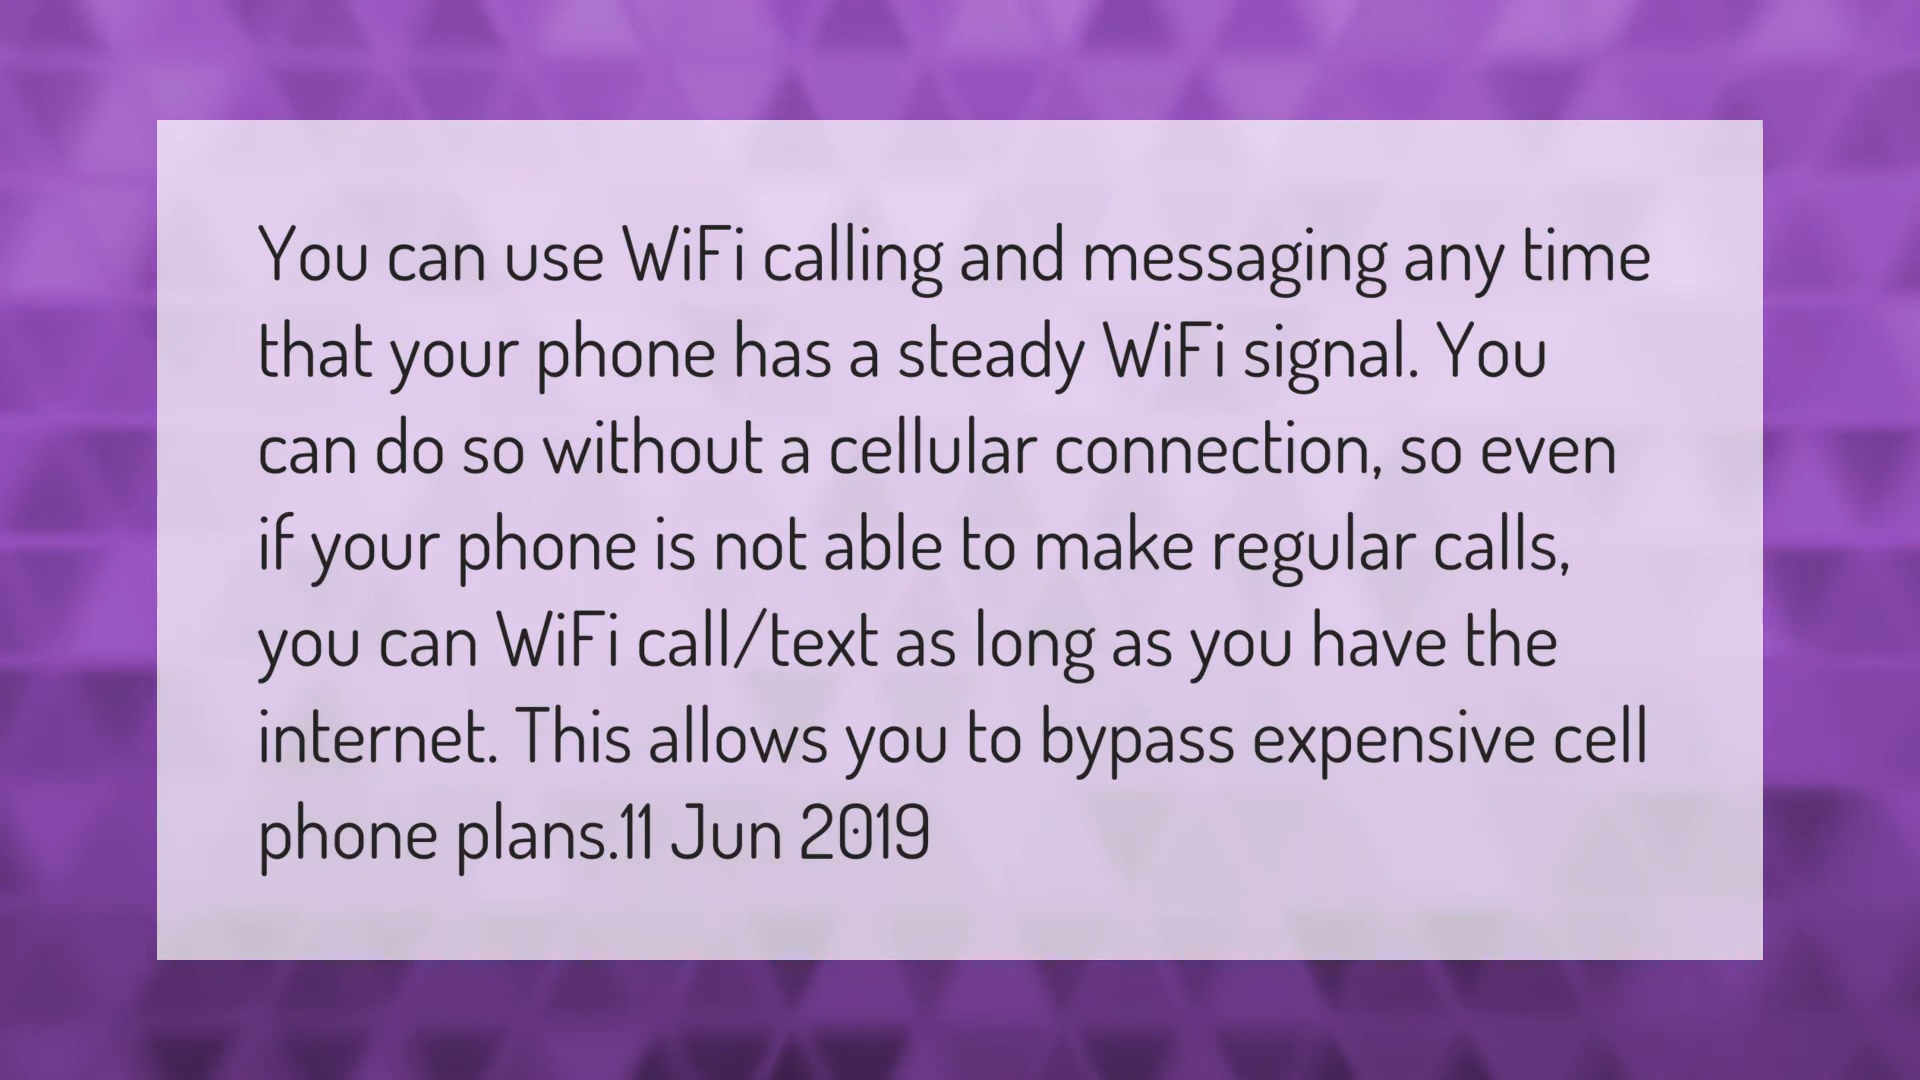 You can use WiFi calling and messaging any time
that your phone has a steady WiFi signal. You
can do so without a cellular connection, so even
if your phone is not able to make regular calls,
you can WiFi call/text as long as you have the
internet. This allows you to bypass expensive cell
phone plans.11 Jun 2019